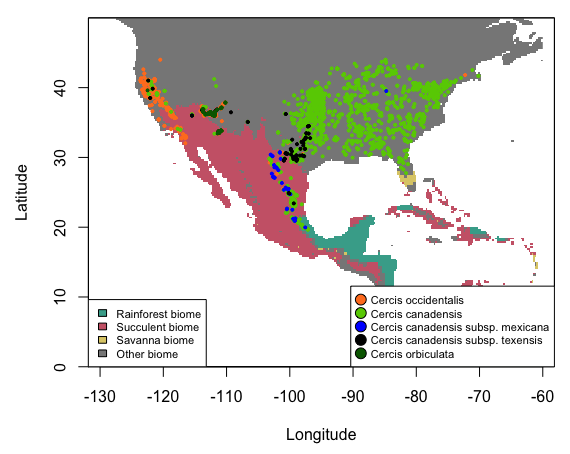 Latitude
40
30
20
10
0
Rainforest biome
Succulent biome
Savanna biome
Other biome
Cercis occidentalis
Cercis canadensis
Cercis canadensis subsp. mexicana
Cercis canadensis subsp. texensis
Cercis orbiculata
-130 -120 -110 -100 -90 -80 -70 -60
Longitude